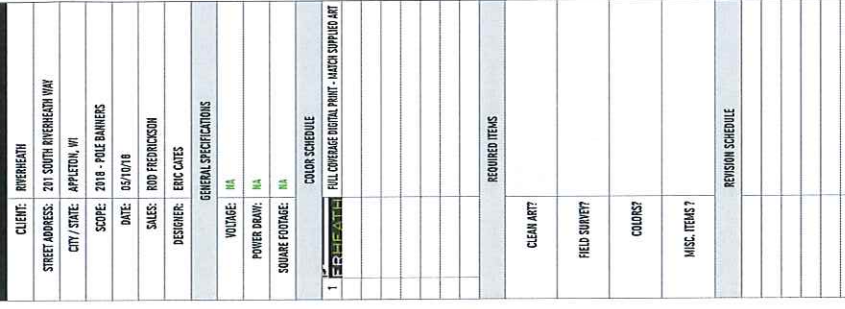 CLIENT: RIVERHEATH
STREET ADDRESS: 201 SOUTH RIVERHEATH WAY
CITY / STATE: APPLETON, WI
SCOPE: 2018 - POLE BANNERS
DATE: 05/10/18
SALES: ROD FREDRICKSON
DESIGNER: ERIC CATES
GENERAL SPECIFICATIONS
VOLTAGE: NA
POWER DRAW: NA
SQUARE FOOTAGE: NA
COLOR SCHEDULE
1 ERHEATH FULL COVERAGE DIGITAL PRINT - MATCH SUPPLIED ART
REQUIRED ITEMS
CLEAN ART?
FIELD SURVEY?
COLORS?
MISC. ITEMS ?
REVISION SCHEDULE